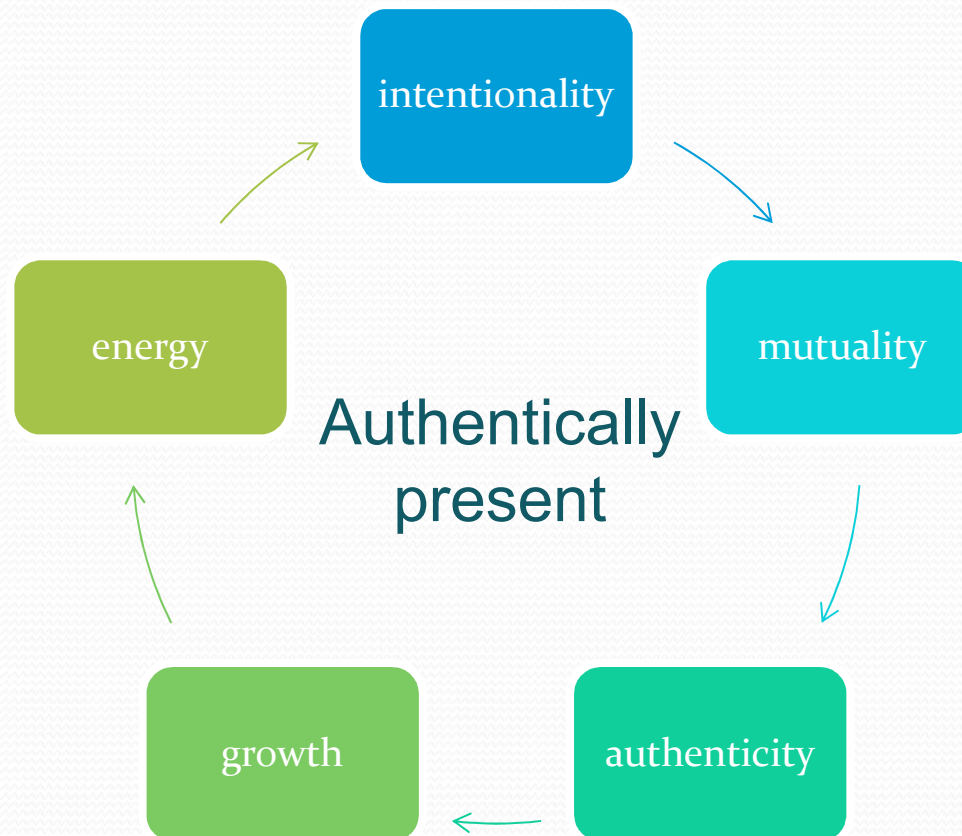 intentionality
mutuality
authenticity
growth
energy
Authentically
present